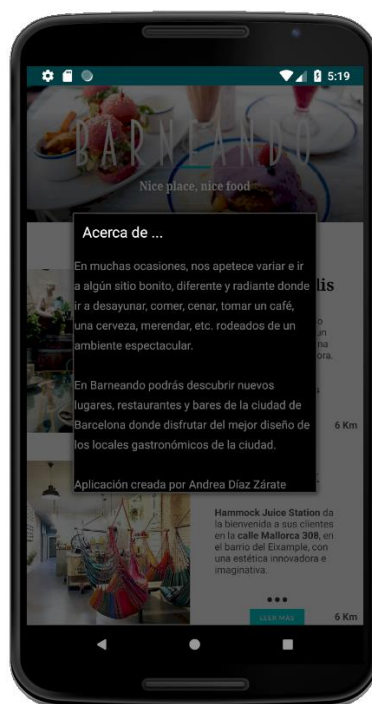 5:19
BARNEANDO
Nice place, nice food
Acerca de ...
En muchas ocasiones, nos apetece variar e ir
a algún sitio bonito, diferente y radiante donde
ir a desayunar, comer, cenar, tomar un café,
una cerveza, merendar, etc. rodeados de un
ambiente espectacular.
En Barneando podrás descubrir nuevos
lugares, restaurantes y bares de la ciudad de
Barcelona donde disfrutar del mejor diseño de
los locales gastronómicos de la ciudad.
Aplicación creada por Andrea Díaz Zárate
6 Km
Hammock Juice Station da
la bienvenida a sus clientes
en la calle Mallorca 308, en
el barrio del Eixample, con
una estética innovadora e
imaginativa.
LEER MÁS
6 Km